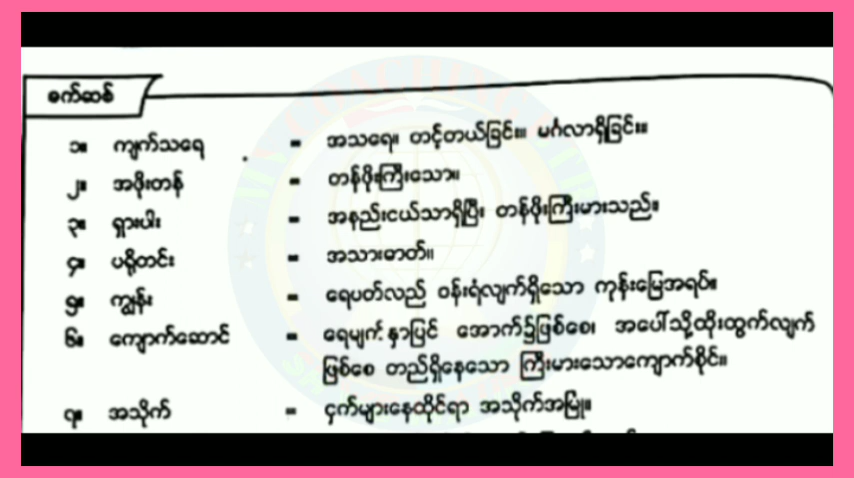 ခက်ဆစ်
၁။ ကျက်သရေ = အသရေ၊ တင့်တယ်ခြင်း၊ မင်္ဂလာရှိခြင်း။
၂။ အဖိုးတန် = တန်ဖိုးကြီးသော။
၃။ ရှားပါး = အနည်းငယ်သာရှိပြီး တန်ဖိုးကြီးမားသည်။
၄။ ပရိုတင်း = အသားဓာတ်။
၅။ ကျွန်း = ရေပတ်လည် ဝန်းရံလျက်ရှိသော ကုန်းမြေအရပ်။
၆။ ကျောက်ဆောင် = ရေမျက်နှာပြင် အောက်၌ဖြစ်စေ၊ အပေါ်သို့ထိုးထွက်လျက်
ဖြစ်စေ တည်ရှိနေသော ကြီးမားသောကျောက်စိုင်။
၇။ အသိုက် = ငှက်များနေထိုင်ရာ အသိုက်အမြုံ။